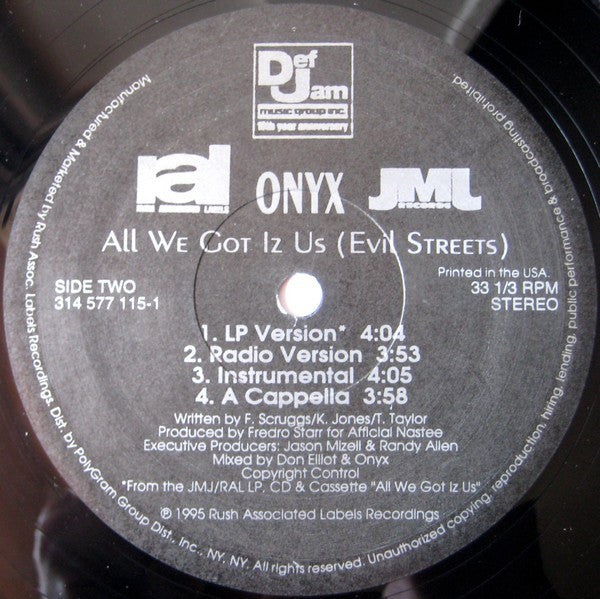 Def
Jam
music group inc.
10th year anniversary
ral
RUSH ASSOCIATED LABELS
ONYX
JMJ
RECORDS
All We Got Iz Us (Evil Streets)
Printed in the USA.
SIDE TWO
314 577 115-1
33 1/3 RPM
STEREO
1. LP Version* 4:04
2. Radio Version 3:53
3. Instrumental 4:05
4. A Cappella 3:58
Written by F. Scruggs/K. Jones/T. Taylor
Produced by Fredro Starr for Afficial Nastee
Executive Producers: Jason Mizell & Randy Allen
Mixed by Don Elliot & Onyx
Copyright Control
*From the JMJ/RAL LP, CD & Cassette "All We Got Iz Us"
℗ 1995 Rush Associated Labels Recordings
Manufactured & Marketed by Rush Assoc. Labels Recordings. Dist. by PolyGram Group Dist., Inc., NY, NY. All rights reserved. Unauthorized copying, reproduction, hiring, lending, public performance & broadcasting prohibited.